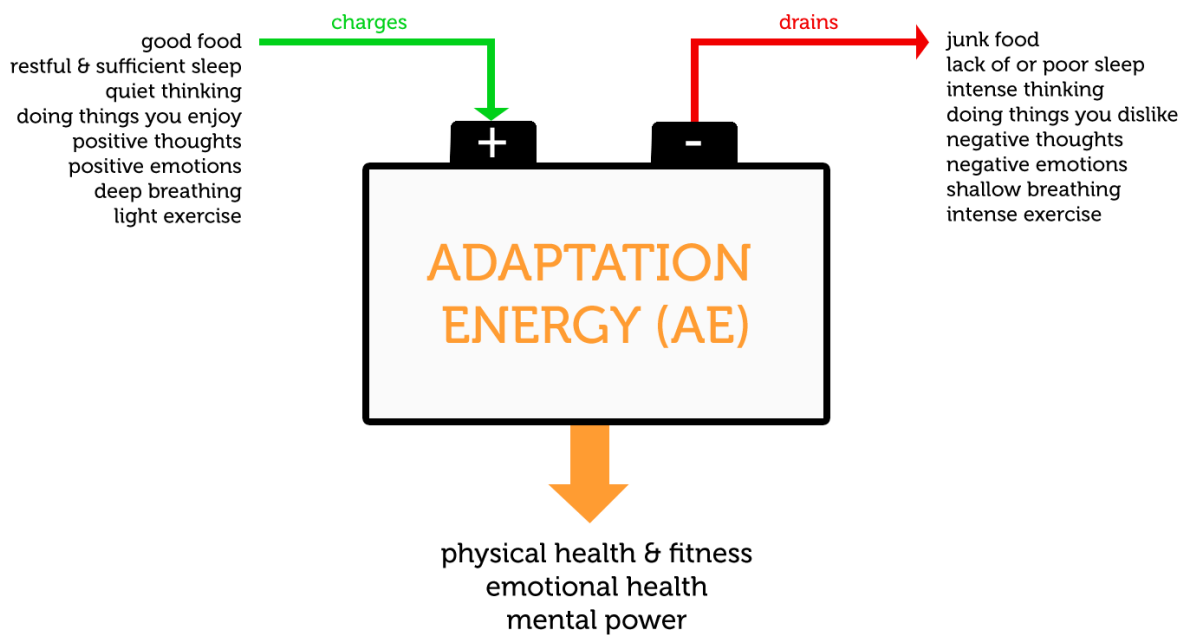 charges
good food
restful & sufficient sleep
quiet thinking
doing things you enjoy
positive thoughts
positive emotions
deep breathing
light exercise
drains
junk food
lack of or poor sleep
intense thinking
doing things you dislike
negative thoughts
negative emotions
shallow breathing
intense exercise
+
-
ADAPTATION
ENERGY (AE)
physical health & fitness
emotional health
mental power